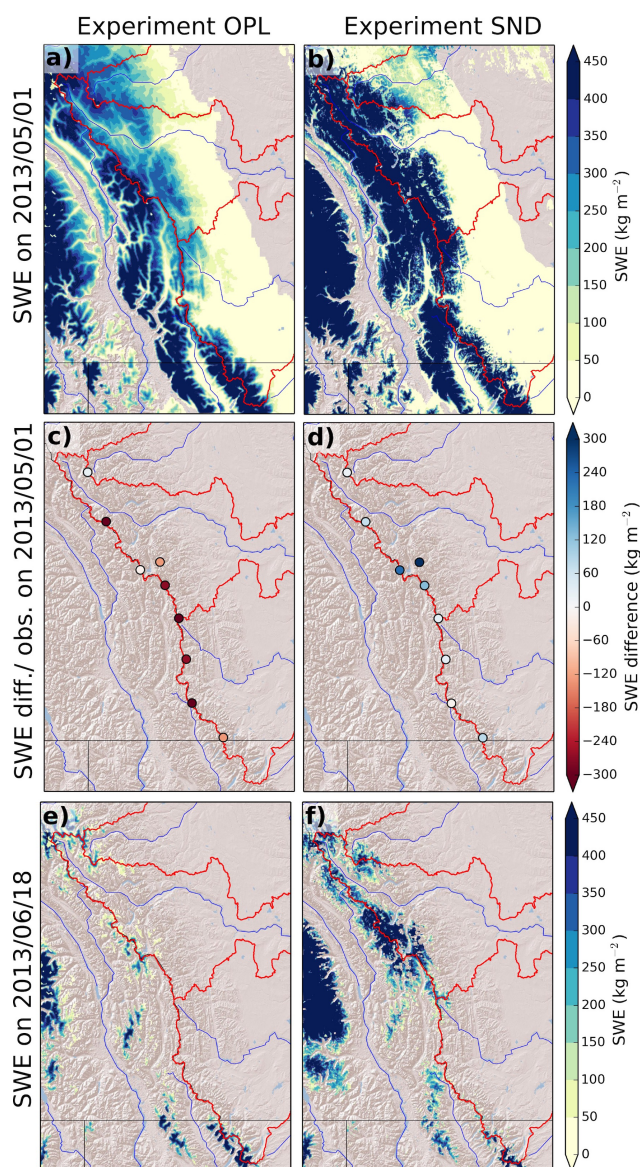 Experiment OPL
Experiment SND
a)
b)
SWE on 2013/05/01
450
400
350
300
250
200
150
100
50
0
SWE (kg m⁻²)
c)
d)
SWE diff./ obs. on 2013/05/01
300
240
180
120
60
0
−60
−120
−180
−240
−300
SWE difference (kg m⁻²)
e)
f)
SWE on 2013/06/18
450
400
350
300
250
200
150
100
50
0
SWE (kg m⁻²)